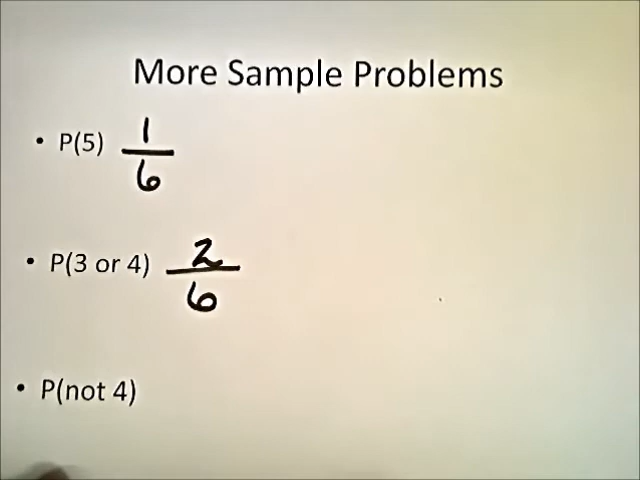 More Sample Problems
• P(5) 1/6
• P(3 or 4) 2/6
• P(not 4)